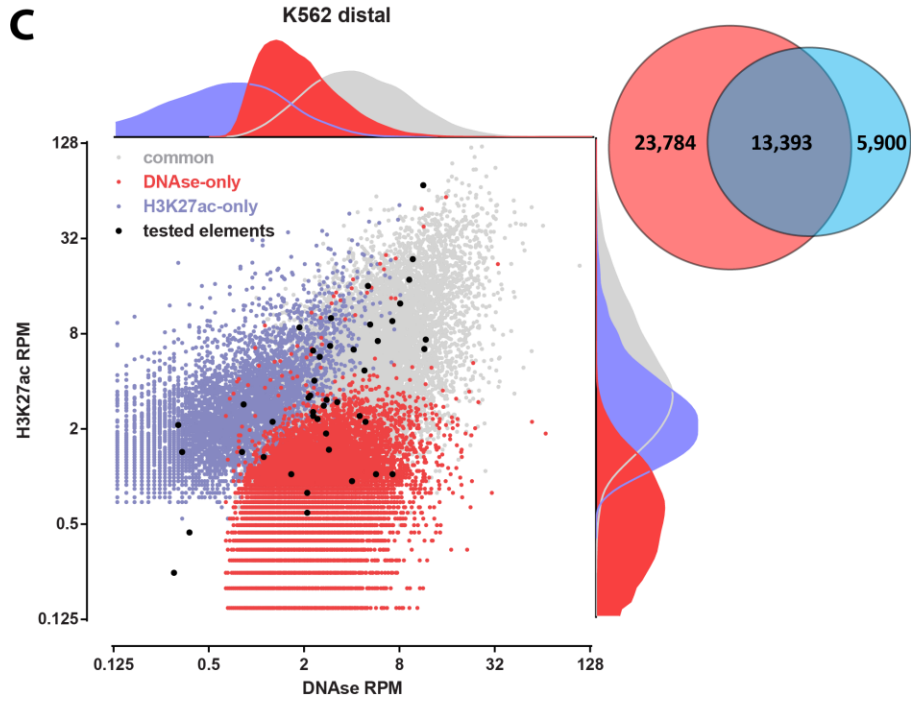 C
K562 distal
23,784
13,393
5,900
common
DNAse-only
H3K27ac-only
tested elements
128
32
8
2
0.5
0.125
H3K27ac RPM
0.125
0.5
2
8
32
128
DNAse RPM